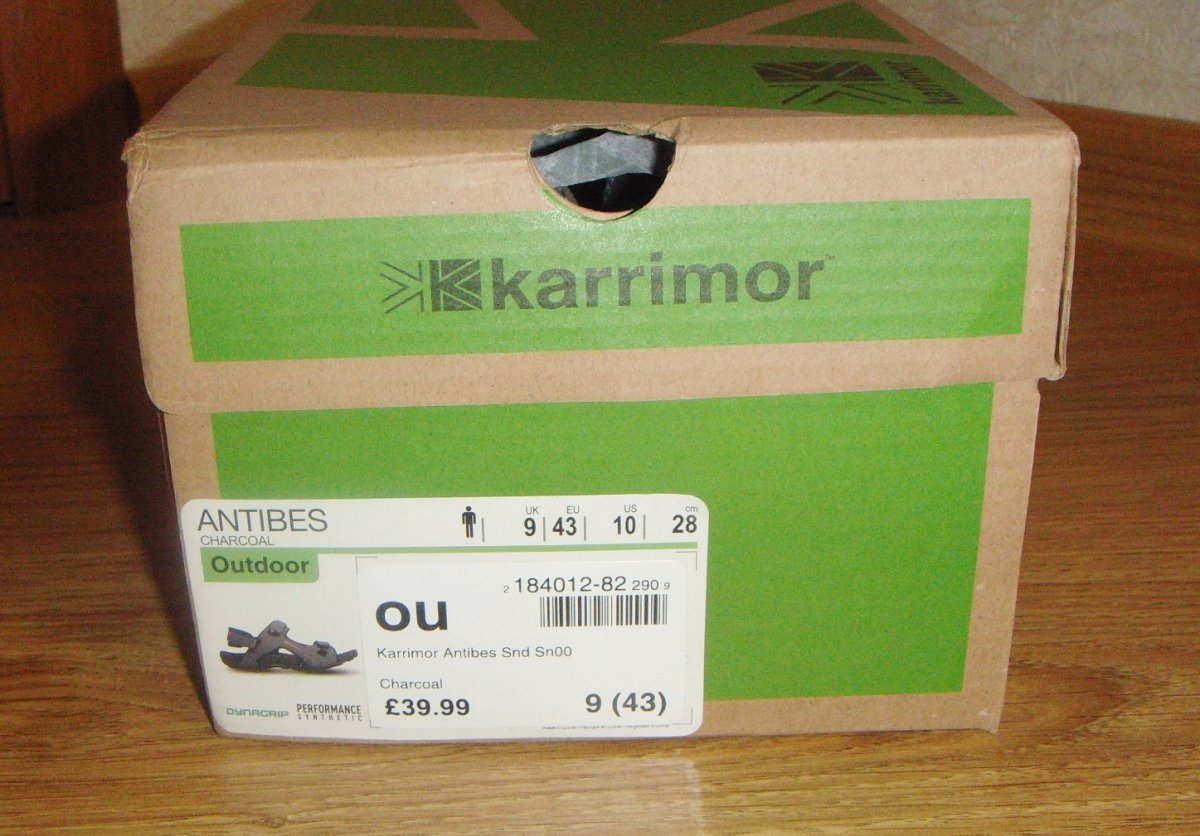 karrimor
karrimor™
ANTIBES
CHARCOAL
Outdoor
UK EU US cm
9 43 10 28
2 184012-82 290 9
ou
Karrimor Antibes Snd Sn00
Charcoal
£39.99 9 (43)
DYNAGRIP PERFORMANCE
SYNTHETIC